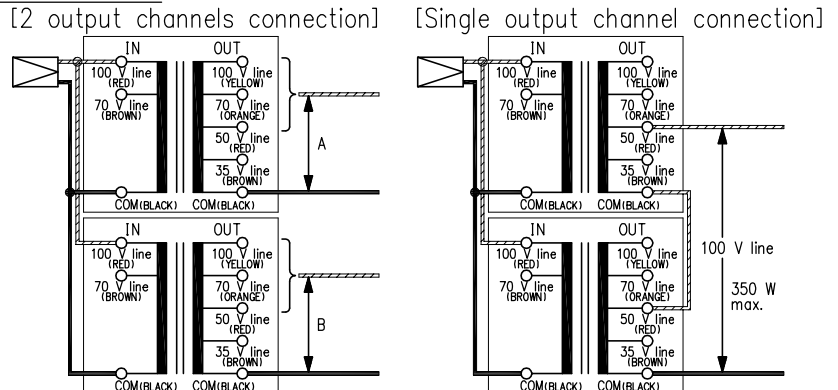 [2 output channels connection]
IN
OUT
100 V line
(RED)
70 V line
(BROWN)
COM(BLACK)
100 V line
(YELLOW)
70 V line
(ORANGE)
50 V line
(RED)
35 V line
(BROWN)
COM(BLACK)
A
IN
OUT
100 V line
(RED)
70 V line
(BROWN)
COM(BLACK)
100 V line
(YELLOW)
70 V line
(ORANGE)
50 V line
(RED)
35 V line
(BROWN)
COM(BLACK)
B
[Single output channel connection]
IN
OUT
100 V line
(RED)
70 V line
(BROWN)
COM(BLACK)
100 V line
(YELLOW)
70 V line
(ORANGE)
50 V line
(RED)
35 V line
(BROWN)
COM(BLACK)
IN
OUT
100 V line
(RED)
70 V line
(BROWN)
COM(BLACK)
100 V line
(YELLOW)
70 V line
(ORANGE)
50 V line
(RED)
35 V line
(BROWN)
COM(BLACK)
100 V line
350 W
max.